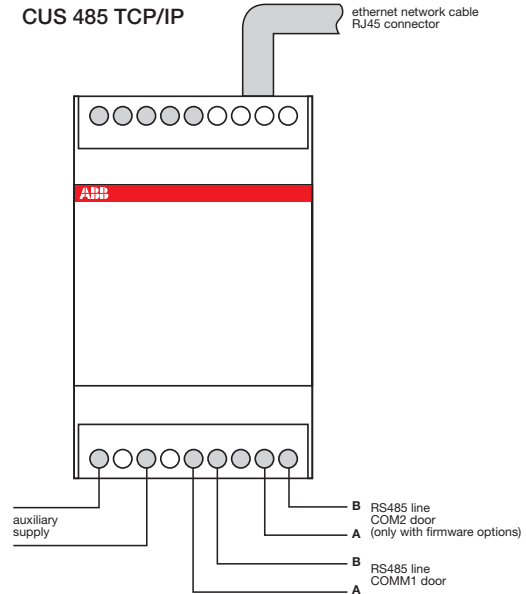 CUS 485 TCP/IP
ethernet network cable
RJ45 connector
ABB
auxiliary
supply
B RS485 line
COM2 door
A (only with firmware options)
B RS485 line
COMM1 door
A